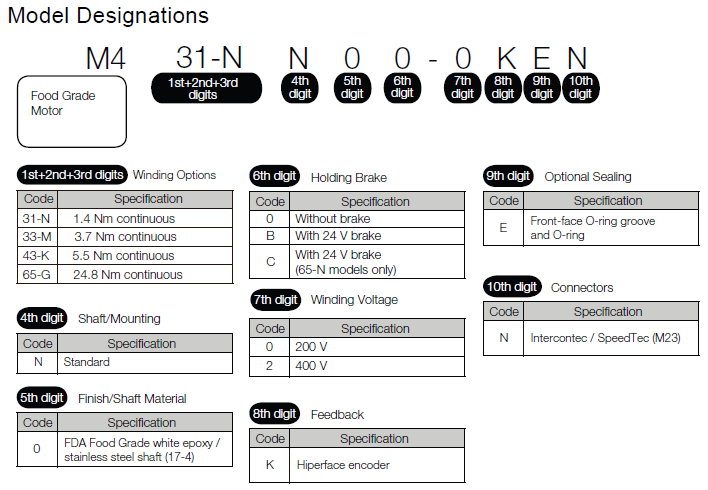 Model Designations
M4 31-N N 0 0 - 0 K E N
1st+2nd+3rd digits 4th digit 5th digit 6th digit 7th digit 8th digit 9th digit 10th digit
Food Grade
Motor
1st+2nd+3rd digits Winding Options
Code Specification
31-N 1.4 Nm continuous
33-M 3.7 Nm continuous
43-K 5.5 Nm continuous
65-G 24.8 Nm continuous
4th digit Shaft/Mounting
Code Specification
N Standard
5th digit Finish/Shaft Material
Code Specification
0 FDA Food Grade white epoxy /
stainless steel shaft (17-4)
6th digit Holding Brake
Code Specification
0 Without brake
B With 24 V brake
C With 24 V brake
(65-N models only)
7th digit Winding Voltage
Code Specification
0 200 V
2 400 V
8th digit Feedback
Code Specification
K Hiperface encoder
9th digit Optional Sealing
Code Specification
E Front-face O-ring groove
and O-ring
10th digit Connectors
Code Specification
N Intercontec / SpeedTec (M23)